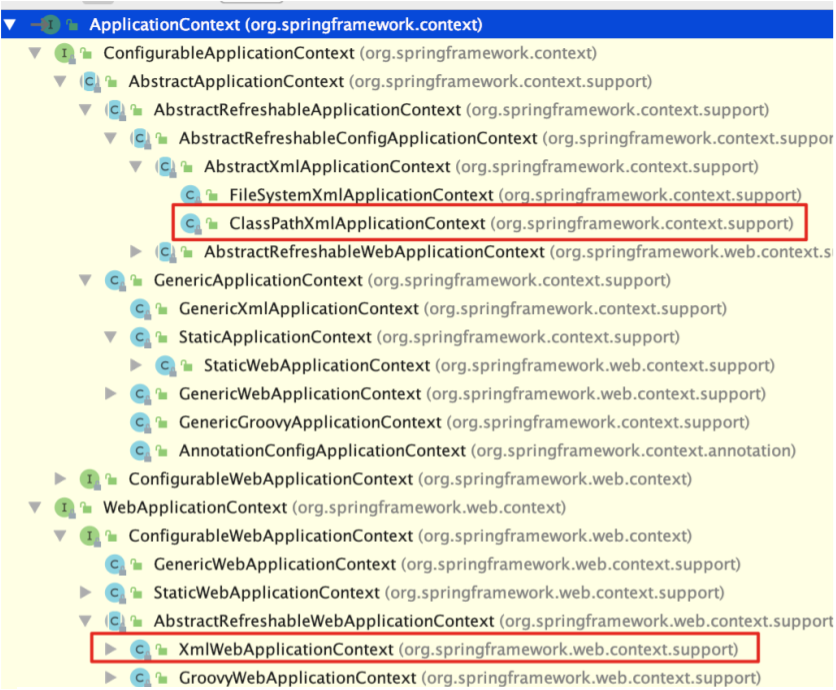 ApplicationContext (org.springframework.context)
ConfigurableApplicationContext (org.springframework.context)
AbstractApplicationContext (org.springframework.context.support)
AbstractRefreshableApplicationContext (org.springframework.context.support)
AbstractRefreshableConfigApplicationContext (org.springframework.context.suppor
AbstractXmlApplicationContext (org.springframework.context.support)
FileSystemXmlApplicationContext (org.springframework.context.support)
ClassPathXmlApplicationContext (org.springframework.context.support)
AbstractRefreshableWebApplicationContext (org.springframework.web.context.s
GenericApplicationContext (org.springframework.context.support)
GenericXmlApplicationContext (org.springframework.context.support)
StaticApplicationContext (org.springframework.context.support)
StaticWebApplicationContext (org.springframework.web.context.support)
GenericWebApplicationContext (org.springframework.web.context.support)
GenericGroovyApplicationContext (org.springframework.context.support)
AnnotationConfigApplicationContext (org.springframework.context.annotation)
ConfigurableWebApplicationContext (org.springframework.web.context)
WebApplicationContext (org.springframework.web.context)
ConfigurableWebApplicationContext (org.springframework.web.context)
GenericWebApplicationContext (org.springframework.web.context.support)
StaticWebApplicationContext (org.springframework.web.context.support)
AbstractRefreshableWebApplicationContext (org.springframework.web.context.support
XmlWebApplicationContext (org.springframework.web.context.support)
GroovyWebApplicationContext (org.springframework.web.context.support)